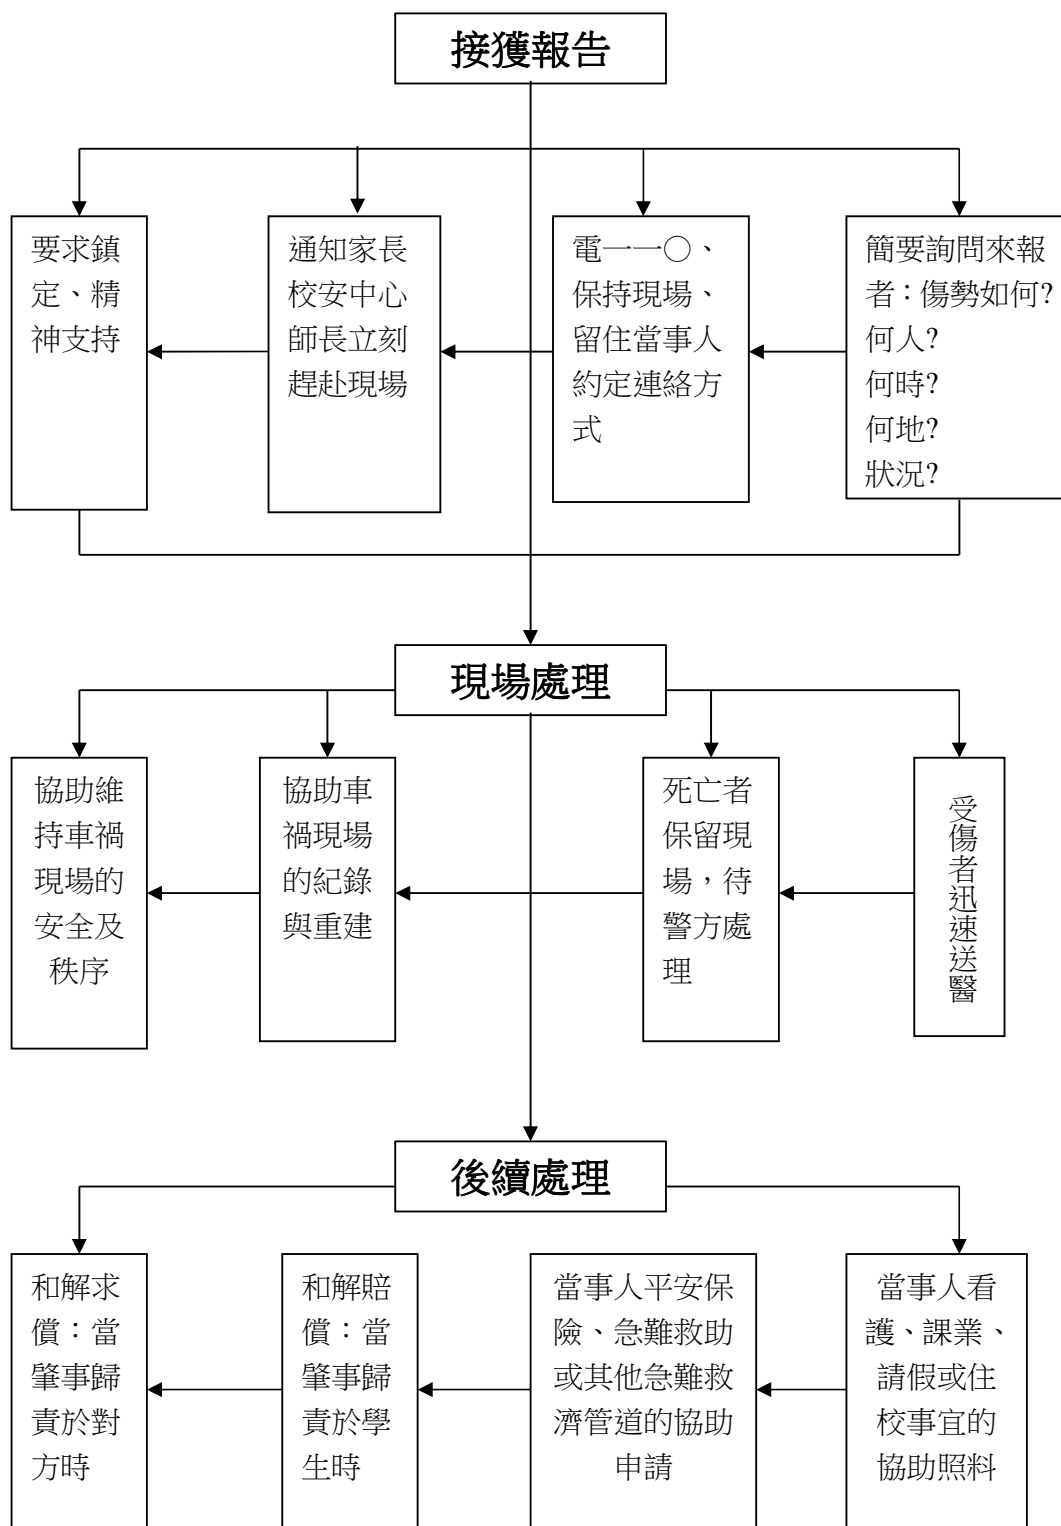 接獲報告
要求鎮
定、精
神支持
通知家長
校安中心
師長立刻
趕赴現場
電一一○、
保持現場、
留住當事人
約定連絡方
式
簡要詢問來報
者：傷勢如何?
何人?
何時?
何地?
狀況?
現場處理
協助維
持車禍
現場的
安全及
秩序
協助車
禍現場
的紀錄
與重建
死亡者
保留現
場，待
警方處
理
受傷者迅速送醫
後續處理
和解求
償：當
肇事歸
責於對
方時
和解賠
償：當
肇事歸
責於學
生時
當事人平安保
險、急難救助
或其他急難救
濟管道的協助
申請
當事人看
護、課業、
請假或住
校事宜的
協助照料